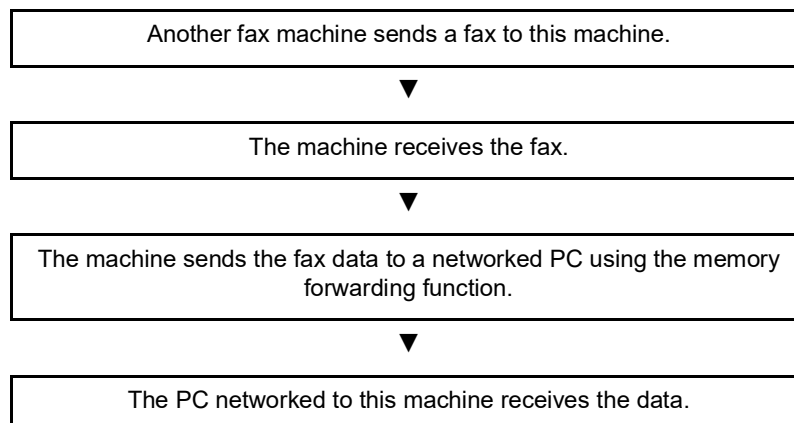 Another fax machine sends a fax to this machine.
▼
The machine receives the fax.
▼
The machine sends the fax data to a networked PC using the memory
forwarding function.
▼
The PC networked to this machine receives the data.